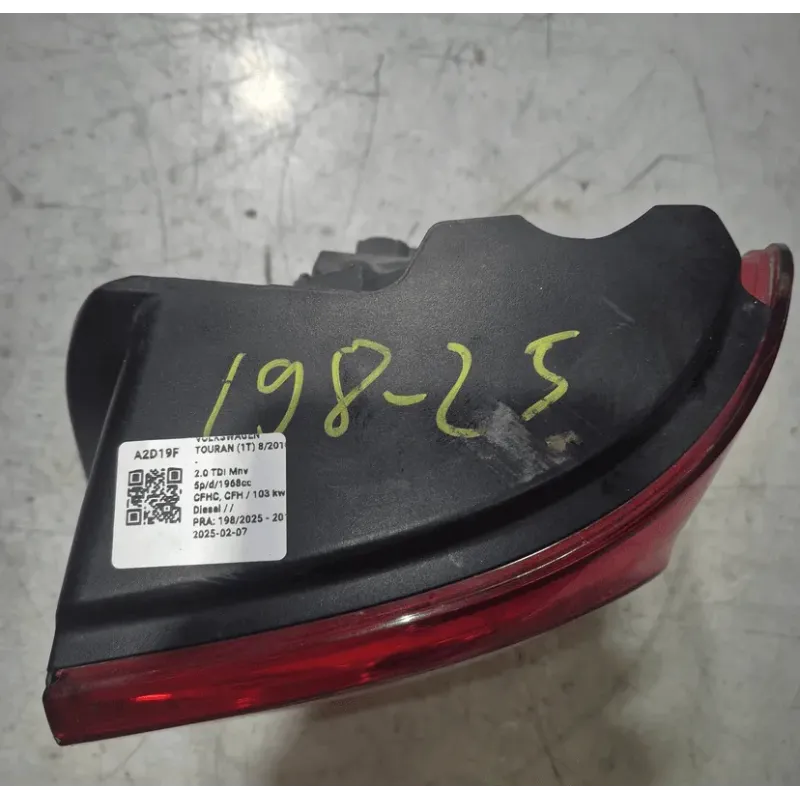 198-25
A2D19F
VOLKSWAGEN
TOURAN (1T) 8/201
-
2.0 TDI Mnv
5p/d/1968cc
CFHC, CFH / 103 kw
Diesel / /
PRA: 198/2025 - 20
2025-02-07